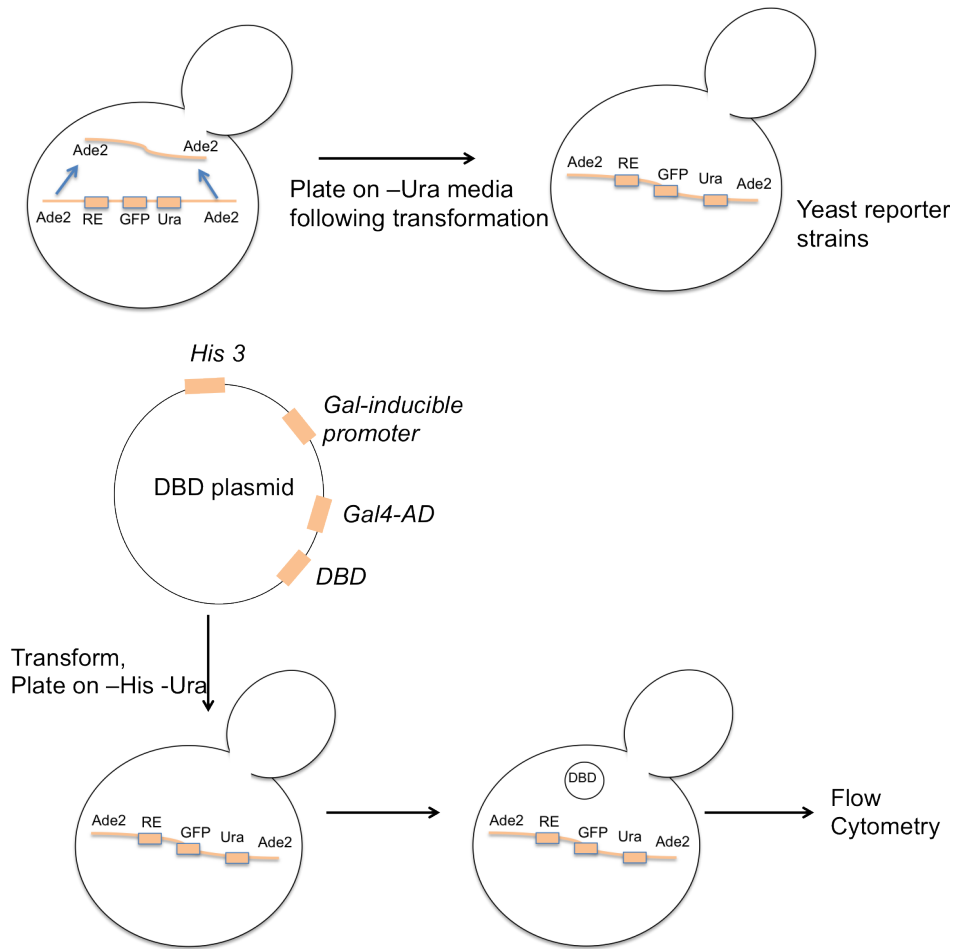 Ade2 Ade2
Ade2 RE GFP Ura Ade2
Plate on –Ura media
following transformation
Ade2 RE GFP Ura Ade2
Yeast reporter
strains
His 3
Gal-inducible
promoter
DBD plasmid
Gal4-AD
DBD
Transform,
Plate on –His -Ura
Ade2 RE GFP Ura Ade2
DBD
Ade2 RE GFP Ura Ade2
Flow
Cytometry